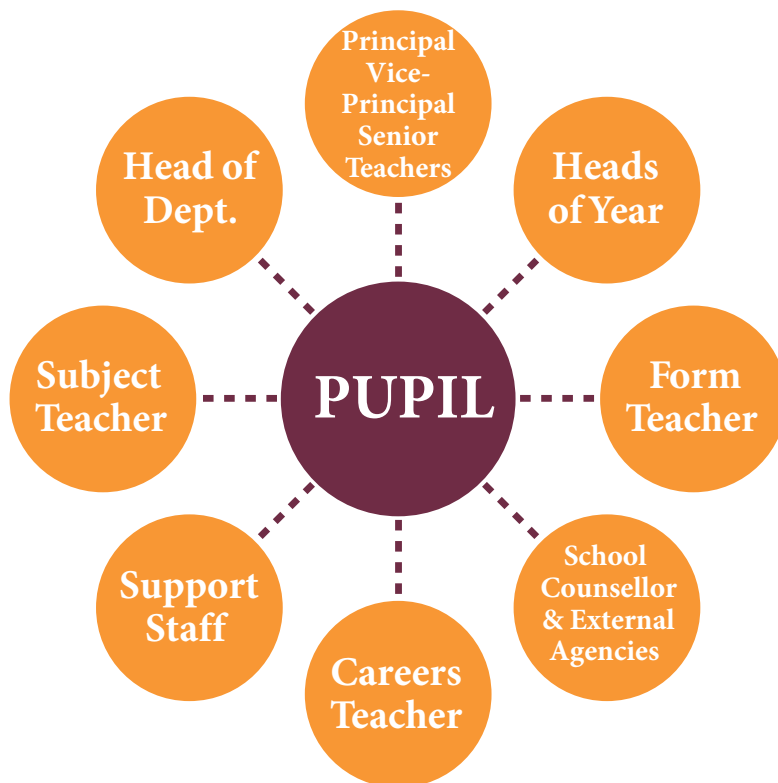 Principal
Vice-
Principal
Senior
Teachers
Head of
Dept.
Heads
of Year
Subject
Teacher
PUPIL
Form
Teacher
Support
Staff
School
Counsellor
& External
Agencies
Careers
Teacher